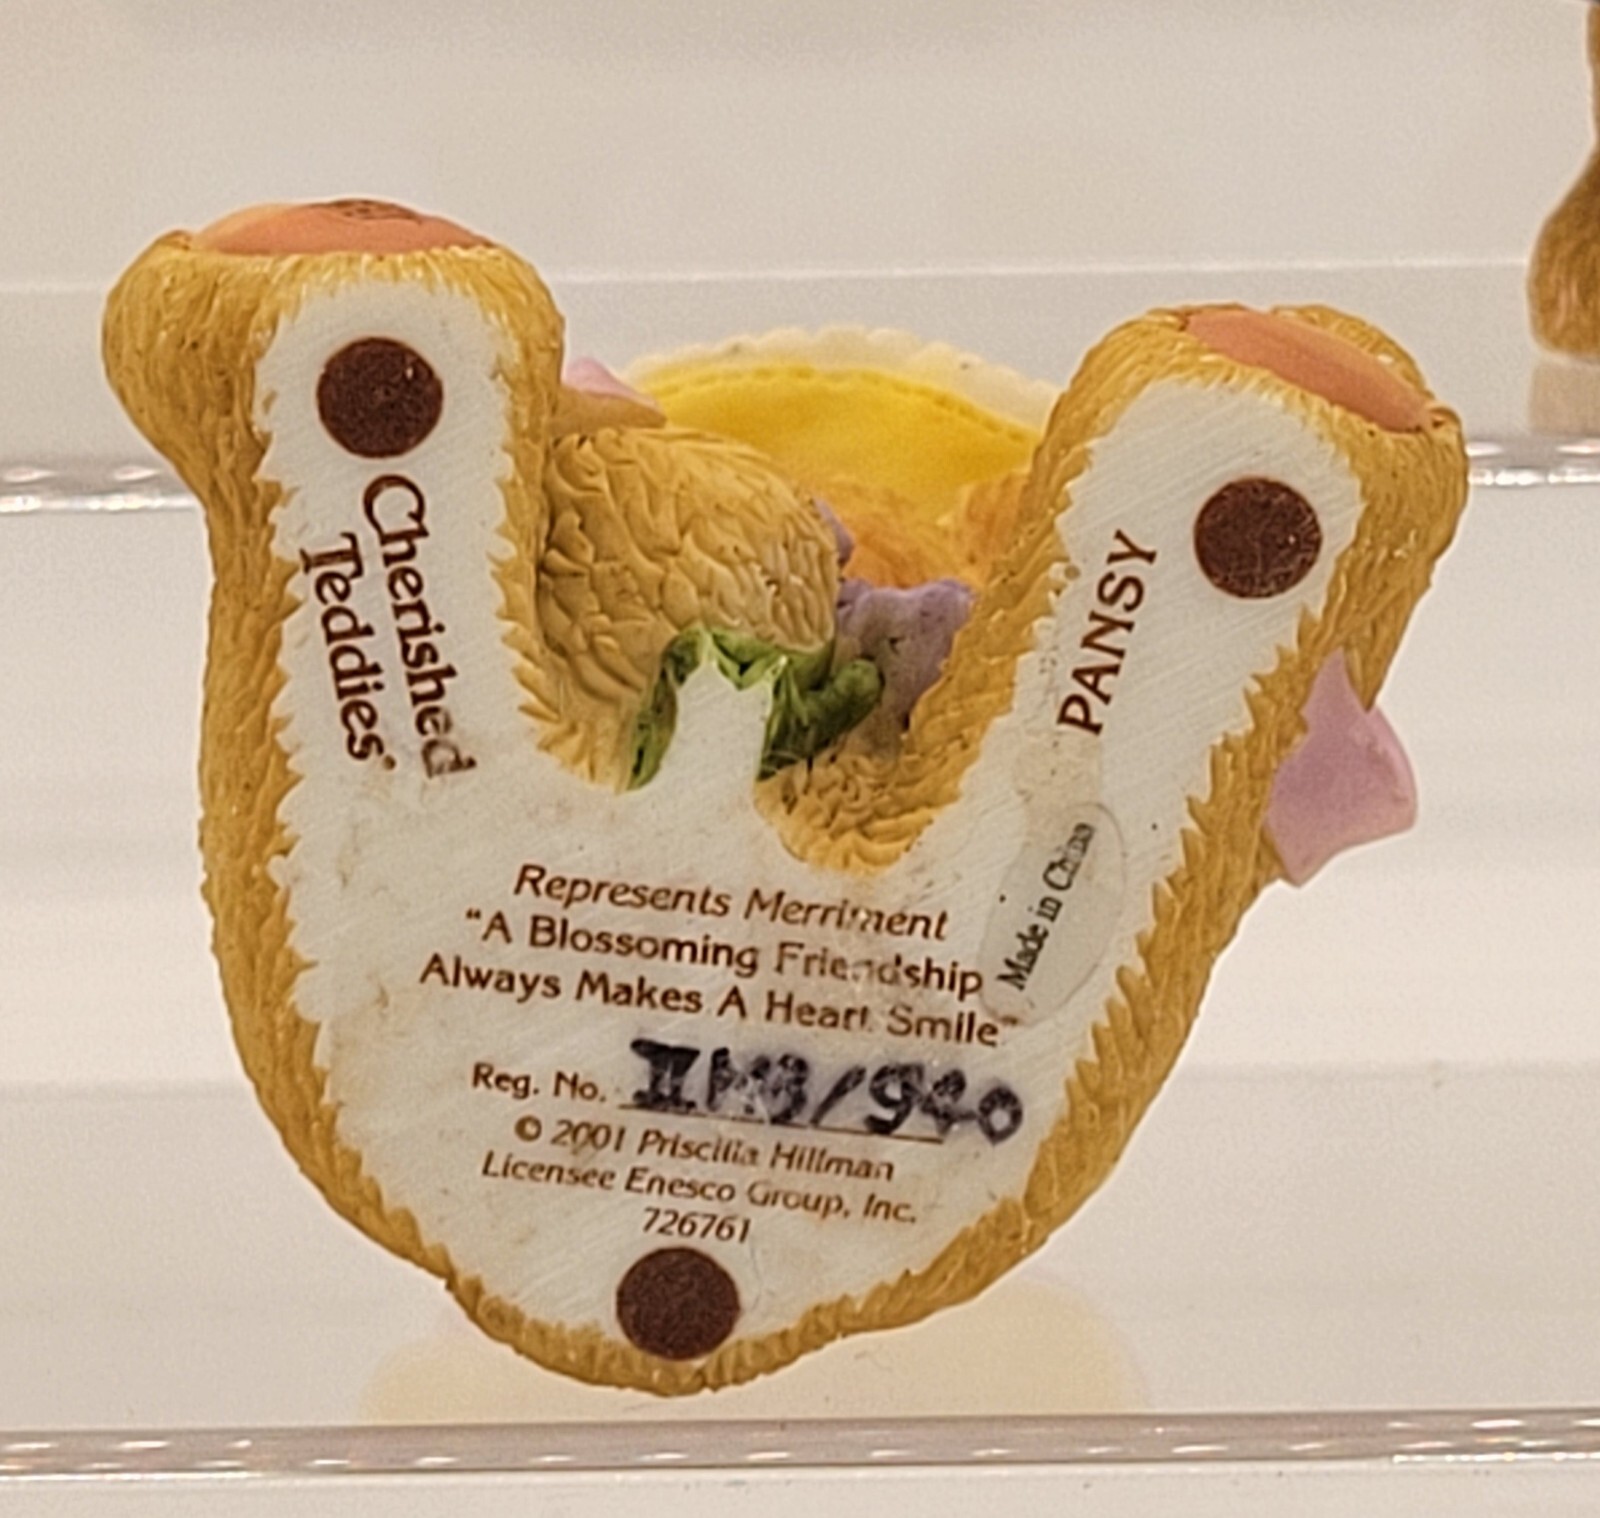 Cherished
Teddies®
PANSY
Made in China
Represents Merriment
"A Blossoming Friendship
Always Makes A Heart Smile"
Reg. No.
© 2001 Priscilla Hillman
Licensee Enesco Group, Inc.
726761